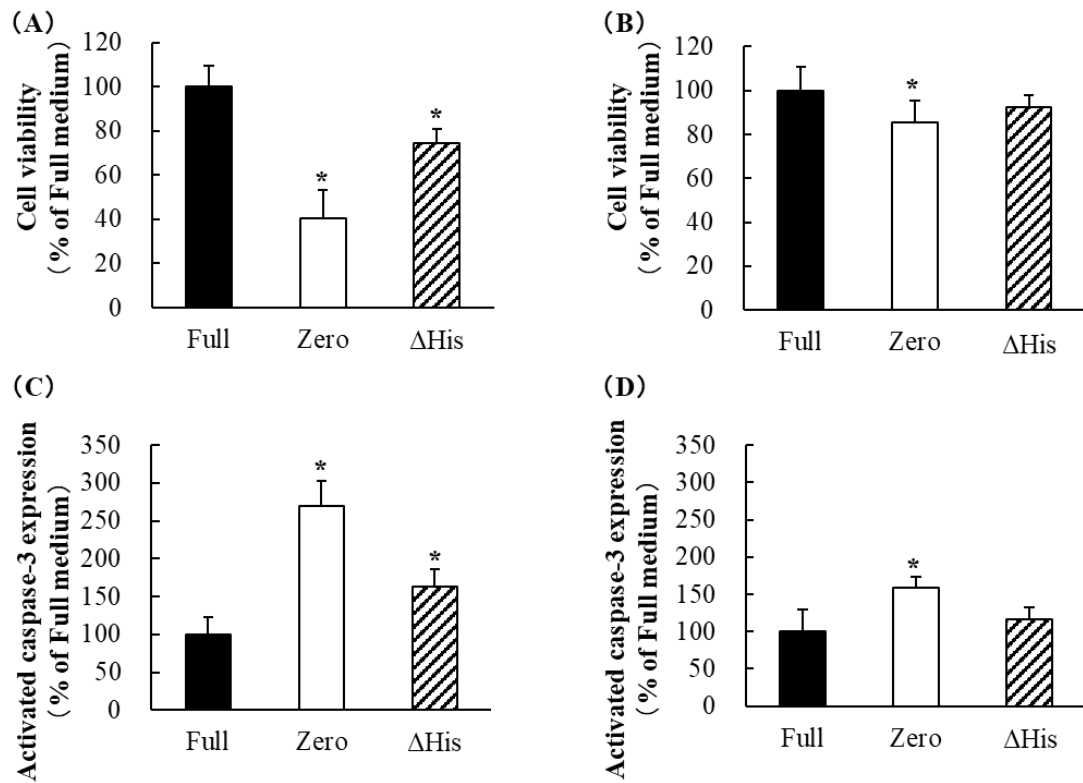 （A）
Cell viability
（% of Full medium）
120
100
80
60
40
20
0
*
*
Full Zero ΔHis
（B）
Cell viability
（% of Full medium）
120
100
80
60
40
20
0
*
Full Zero ΔHis
（C）
Activated caspase-3 expression
（% of Full medium）
350
300
250
200
150
100
50
0
*
*
Full Zero ΔHis
（D）
Activated caspase-3 expression
（% of Full medium）
350
300
250
200
150
100
50
0
*
Full Zero ΔHis